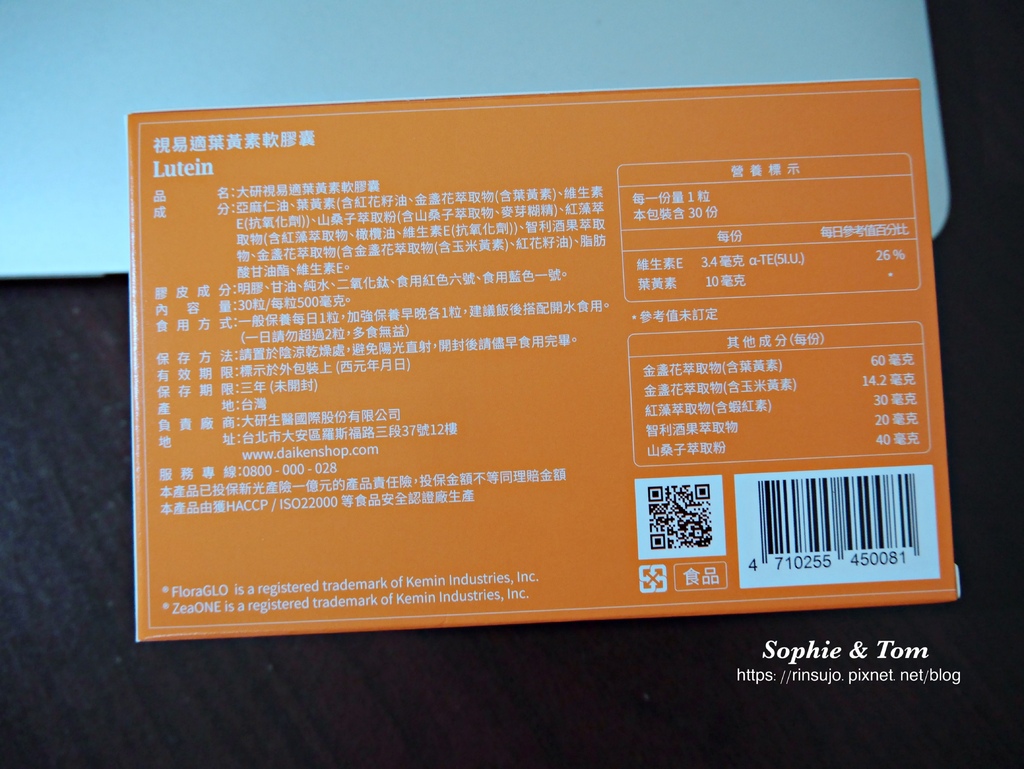 視易適葉黃素軟膠囊
Lutein
品名:大研視易適葉黃素軟膠囊
成分:亞麻仁油、葉黃素(含紅花籽油、金盞花萃取物(含葉黃素)、維生素
E(抗氧化劑))、山桑子萃取粉(含山桑子萃取物、麥芽糊精)、紅藻萃
取物(含紅藻萃取物、橄欖油、維生素E(抗氧化劑))、智利酒果萃取
物、金盞花萃取物(含金盞花萃取物(含玉米黃素)、紅花籽油)、脂肪
酸甘油酯、維生素E。
膠皮成分:明膠、甘油、純水、二氧化鈦、食用紅色六號、食用藍色一號。
內容量:30粒/每粒500毫克。
食用方式:一般保養每日1粒，加強保養早晚各1粒，建議飯後搭配開水食用。
(一日請勿超過2粒，多食無益)
保存方法:請置於陰涼乾燥處，避免陽光直射，開封後請儘早食用完畢。
有效期限:標示於外包裝上 (西元年月日)
保存期限:三年 (未開封)
產地:台灣
負責廠商:大研生醫國際股份有限公司
地址:台北市大安區羅斯福路三段37號12樓
www.daikenshop.com
服務專線:0800 - 000 - 028
本產品已投保新光產險一億元的產品責任險，投保金額不等同理賠金額
本產品由獲HACCP / ISO22000 等食品安全認證廠生產
® FloraGLO is a registered trademark of Kemin Industries, Inc.
® ZeaONE is a registered trademark of Kemin Industries, Inc.
營養標示
每一份量 1 粒
本包裝含 30 份
每份 每日參考值百分比
維生素E 3.4 毫克 α-TE(5I.U.) 26 %
葉黃素 10 毫克 *
*參考值未訂定
其他成分(每份)
金盞花萃取物(含葉黃素) 60 毫克
金盞花萃取物(含玉米黃素) 14.2 毫克
紅藻萃取物(含蝦紅素) 30 毫克
智利酒果萃取物 20 毫克
山桑子萃取粉 40 毫克
4 710255 450081
食品
Sophie & Tom
https: //rinsujo. pixnet. net/blog